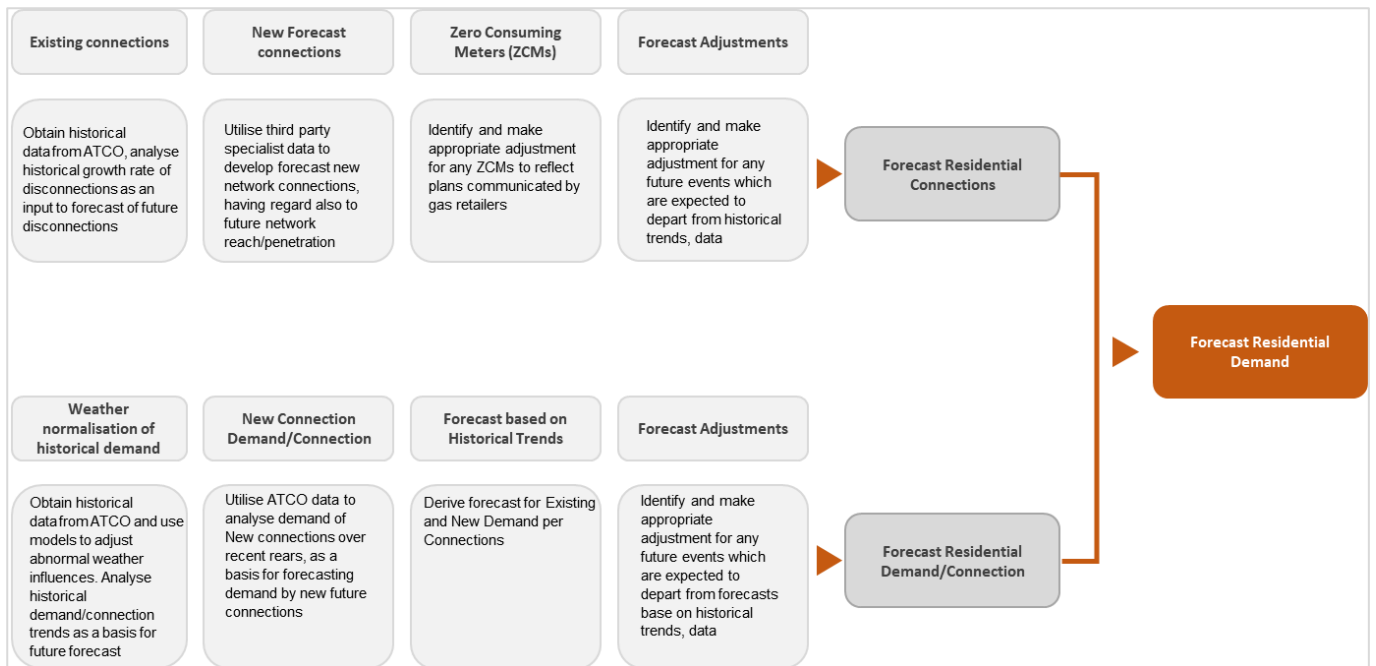 Existing connections
New Forecast
connections
Zero Consuming
Meters (ZCMs)
Forecast Adjustments
Obtain historical
data from ATCO, analyse
historical growth rate of
disconnections as an
input to forecast of future
disconnections
Utilise third party
specialist data to
develop forecast new
network connections,
having regard also to
future network
reach/penetration
Identify and make
appropriate adjustment
for any ZCMs to reflect
plans communicated by
gas retailers
Identify and make
appropriate
adjustment for any
future events which
are expected to
depart from historical
trends, data
Forecast Residential
Connections
Forecast Residential
Demand
Weather
normalisation of
historical demand
New Connection
Demand/Connection
Forecast based on
Historical Trends
Forecast Adjustments
Obtain historical
data from ATCO and use
models to adjust
abnormal weather
influences. Analyse
historical
demand/connection
trends as a basis for
future forecast
Utilise ATCO data to
analyse demand of
New connections over
recent rears, as a
basis for forecasting
demand by new future
connections
Derive forecast for Existing
and New Demand per
Connections
Identify and make
appropriate
adjustment for any
future events which
are expected to
depart from forecasts
base on historical
trends, data
Forecast Residential
Demand/Connection